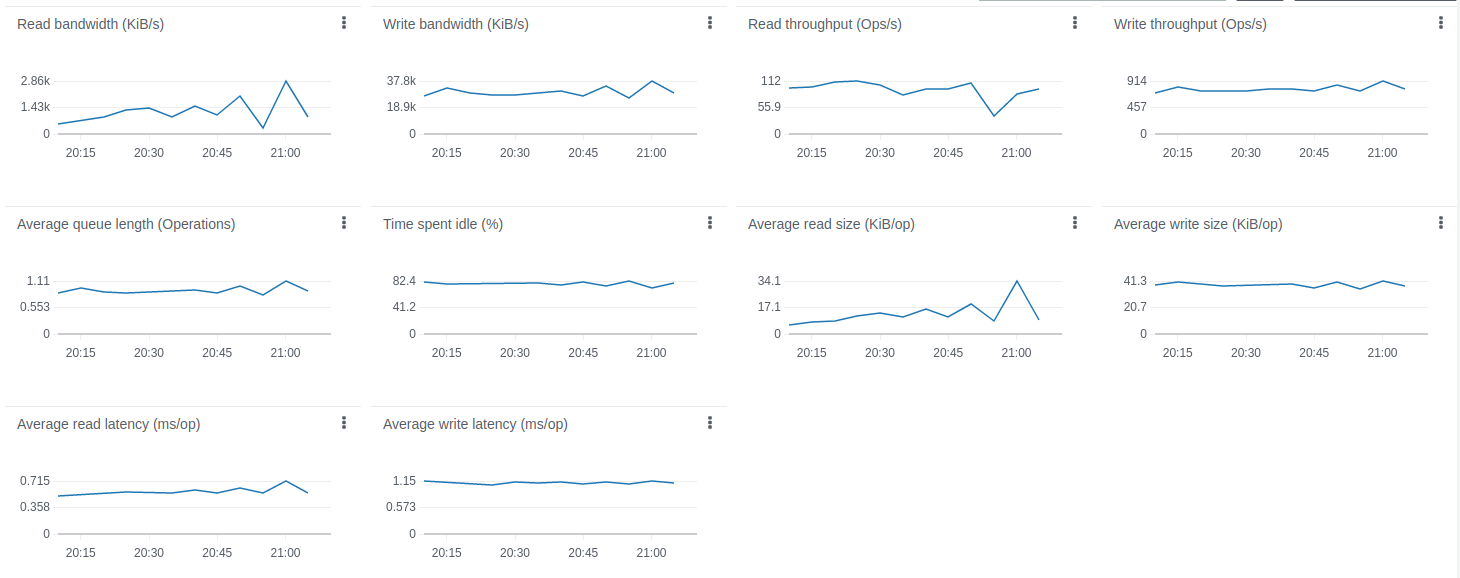 Read bandwidth (KiB/s)
2.86k
1.43k
0
20:15 20:30 20:45 21:00
Write bandwidth (KiB/s)
37.8k
18.9k
0
20:15 20:30 20:45 21:00
Read throughput (Ops/s)
112
55.9
0
20:15 20:30 20:45 21:00
Write throughput (Ops/s)
914
457
0
20:15 20:30 20:45 21:00
Average queue length (Operations)
1.11
0.553
0
20:15 20:30 20:45 21:00
Time spent idle (%)
82.4
41.2
0
20:15 20:30 20:45 21:00
Average read size (KiB/op)
34.1
17.1
0
20:15 20:30 20:45 21:00
Average write size (KiB/op)
41.3
20.7
0
20:15 20:30 20:45 21:00
Average read latency (ms/op)
0.715
0.358
0
20:15 20:30 20:45 21:00
Average write latency (ms/op)
1.15
0.573
0
20:15 20:30 20:45 21:00